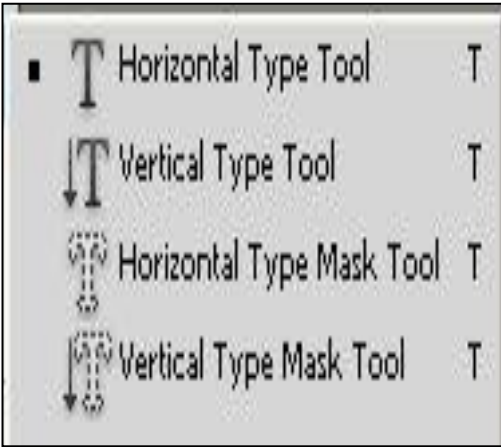 Horizontal Type Tool T
Vertical Type Tool T
Horizontal Type Mask Tool T
Vertical Type Mask Tool T